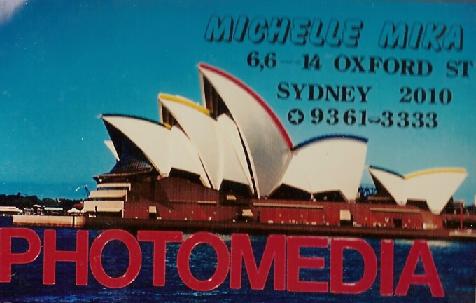 MICHELLE MIKA
6,6-14 OXFORD ST
SYDNEY 2010
✪ 9361-3333
PHOTOMEDIA